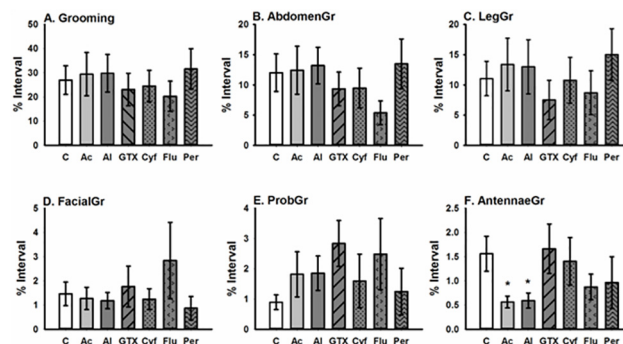 A. Grooming
% Interval
50
40
30
20
10
0
C Ac Al GTX Cyf Flu Per
B. AbdomenGr
% Interval
20
15
10
5
0
C Ac Al GTX Cyf Flu Per
C. LegGr
% Interval
20
15
10
5
0
C Ac Al GTX Cyf Flu Per
D. FacialGr
% Interval
5
4
3
2
1
0
C Ac Al GTX Cyf Flu Per
E. ProbGr
% Interval
4
3
2
1
0
C Ac Al GTX Cyf Flu Per
F. AntennaeGr
% Interval
2.5
2.0
1.5
1.0
0.5
0.0
* *
C Ac Al GTX Cyf Flu Per